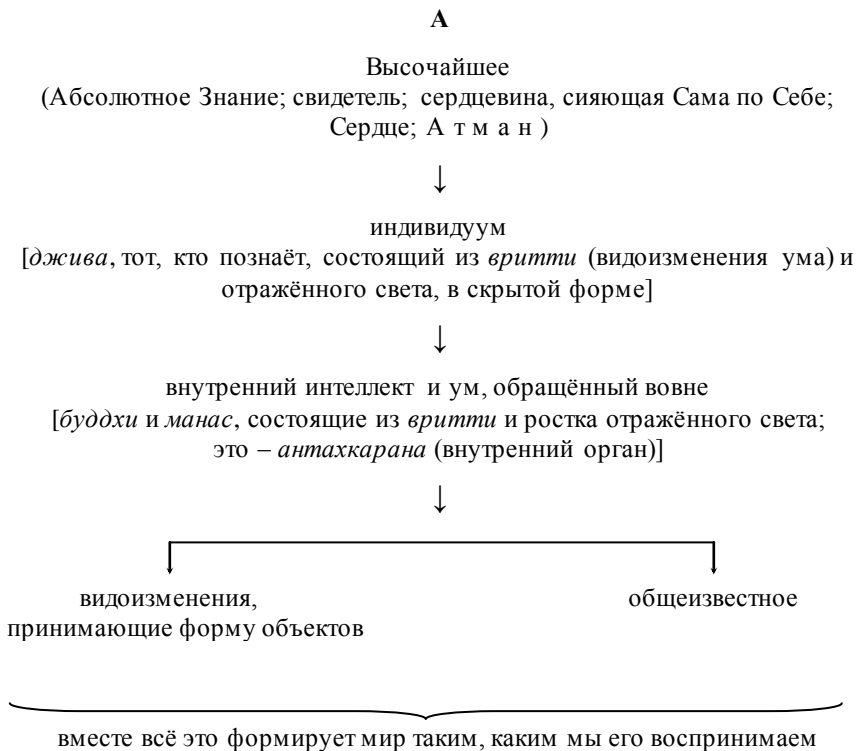 А
Высочайшее
(Абсолютное Знание; свидетель; сердцевина, сияющая Сама по Себе;
Сердце; А т м а н )
↓
индивидуум
[джива, тот, кто познаёт, состоящий из вритти (видоизменения ума) и
отражённого света, в скрытой форме]
↓
внутренний интеллект и ум, обращённый вовне
[буддхи и манас, состоящие из вритти и ростка отражённого света;
это – антахкарана (внутренний орган)]
↓
видоизменения,
принимающие форму объектов
общеизвестное
вместе всё это формирует мир таким, каким мы его воспринимаем